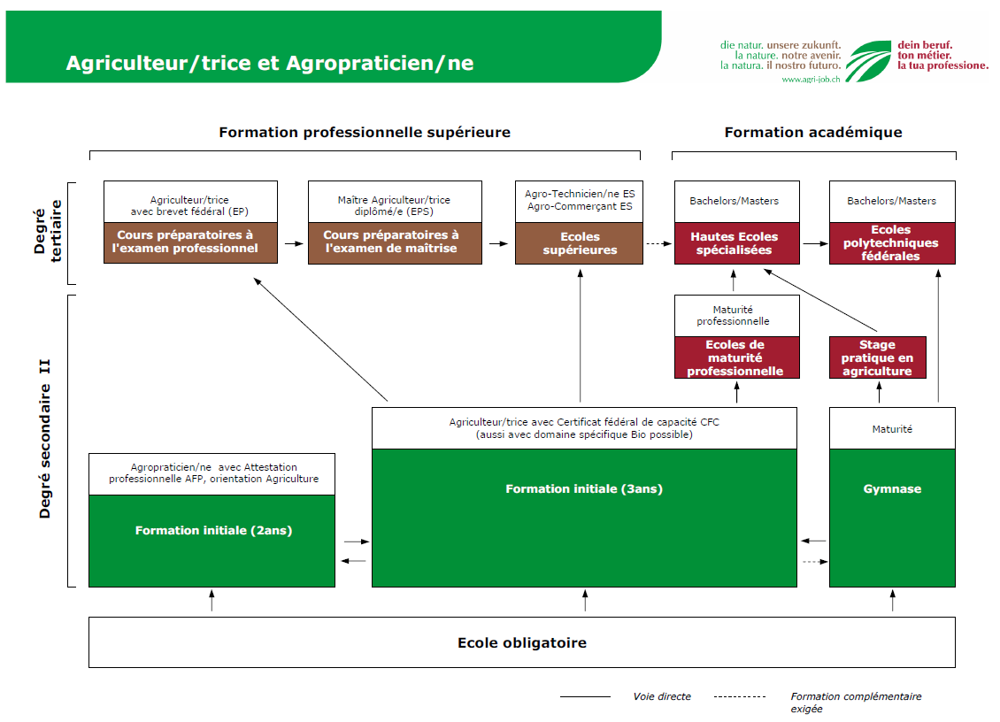 Agriculteur/trice et Agropraticien/ne
die natur. unsere zukunft.
la nature. notre avenir.
la natura. il nostro futuro.
www.agri-job.ch
dein beruf.
ton métier.
la tua professione.
Formation professionnelle supérieure
Formation académique
Degré
tertiaire
Agriculteur/trice
avec brevet fédéral (EP)
Cours préparatoires à
l'examen professionnel
Maître Agriculteur/trice
diplômé/e (EPS)
Cours préparatoires à
l'examen de maîtrise
Agro-Technicien/ne ES
Agro-Commerçant ES
Ecoles
supérieures
Bachelors/Masters
Hautes Ecoles
spécialisées
Bachelors/Masters
Ecoles
polytechniques
fédérales
Degré secondaire II
Maturité
professionnelle
Ecoles de
maturité
professionnelle
Stage
pratique en
agriculture
Agropraticien/ne avec Attestation
professionnelle AFP, orientation Agriculture
Formation initiale (2ans)
Agriculteur/trice avec Certificat fédéral de capacité CFC
(aussi avec domaine spécifique Bio possible)
Formation initiale (3ans)
Maturité
Gymnase
Ecole obligatoire
Voie directe
Formation complémentaire
exigée